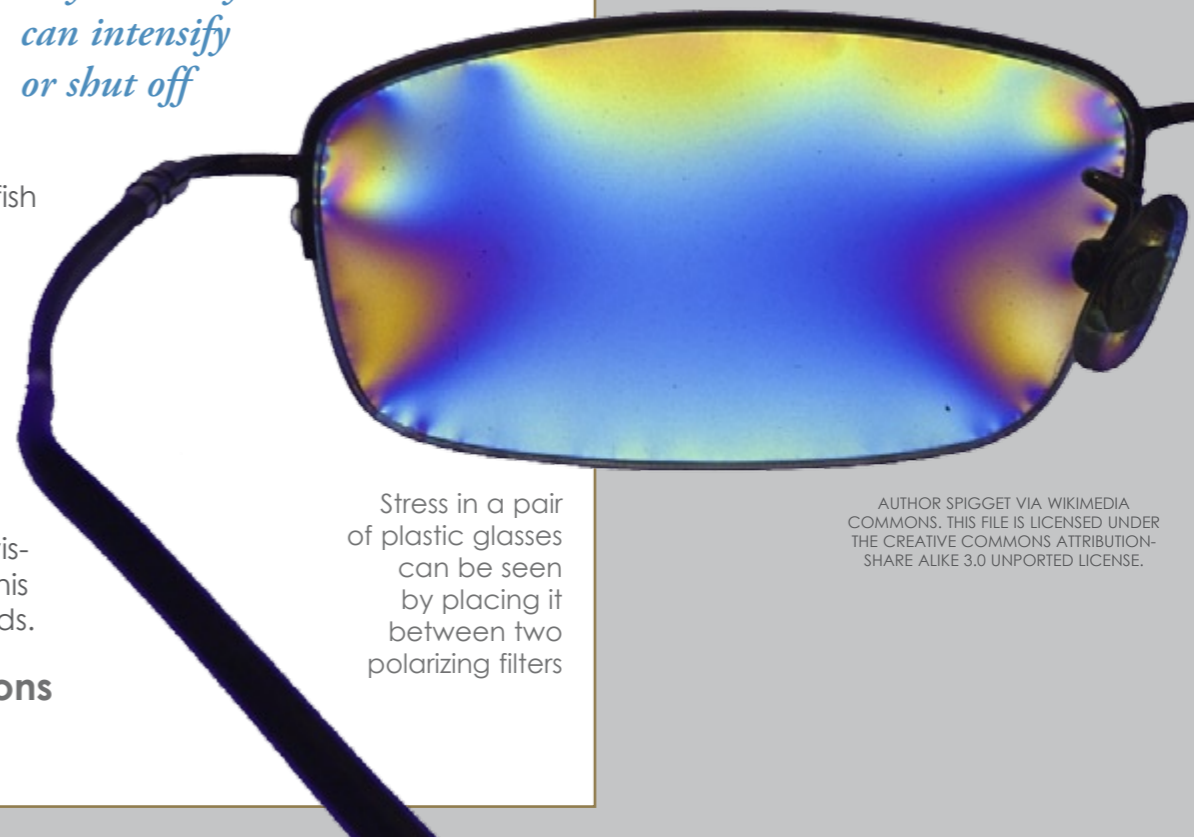 can intensify
or shut off
fish
vis-
his
ds.
ons
Stress in a pair
of plastic glasses
can be seen
by placing it
between two
polarizing filters
AUTHOR SPIGGET VIA WIKIMEDIA
COMMONS. THIS FILE IS LICENSED UNDER
THE CREATIVE COMMONS ATTRIBUTION-
SHARE ALIKE 3.0 UNPORTED LICENSE.